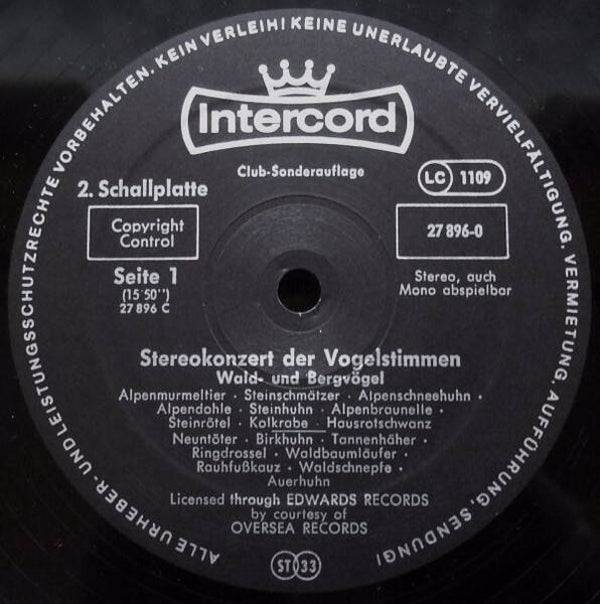 ALLE URHEBER- UND LEISTUNGSSCHUTZRECHTE VORBEHALTEN. KEIN VERLEIH! KEINE UNERLAUBTE VERVIELFÄLTIGUNG. VERMIETUNG. AUFFÜHRUNG, SENDUNG!
Intercord
Club-Sonderauflage
2. Schallplatte
LC 1109
Copyright
Control
27 896-0
Seite 1
(15'50'')
27 896 C
Stereo, auch
Mono abspielbar
Stereokonzert der Vogelstimmen
Wald- und Bergvögel
Alpenmurmeltier · Steinschmätzer · Alpenschneehuhn ·
Alpendohle · Steinhuhn · Alpenbraunelle ·
Steinrötel · Kolkrabe · Hausrotschwanz
Neuntöter · Birkhuhn · Tannenhäher ·
Ringdrossel · Waldbaumläufer ·
Rauhfußkauz · Waldschnepfe ·
Auerhuhn
Licensed through EDWARDS RECORDS
by courtesy of
OVERSEA RECORDS
ST 33